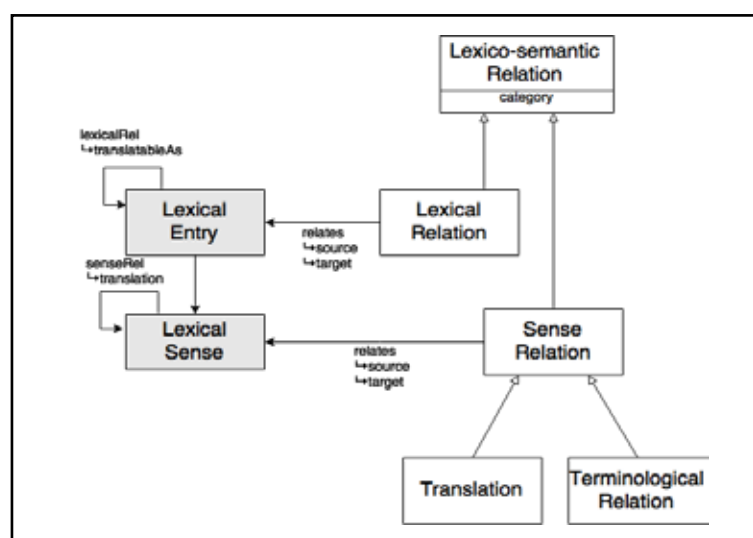 Lexico-semantic
Relation
category
lexicalRel
↳translatableAs
Lexical
Entry
relates
↳source
↳target
Lexical
Relation
senseRel
↳translation
Lexical
Sense
relates
↳source
↳target
Sense
Relation
Translation
Terminological
Relation